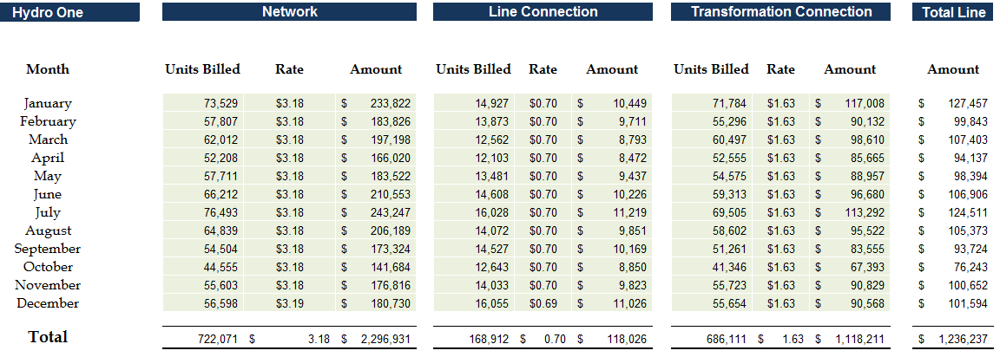 Hydro One Network Line Connection Transformation Connection Total Line
Month Units Billed Rate Amount Units Billed Rate Amount Units Billed Rate Amount Amount
January 73,529 $3.18 $ 233,822 14,927 $0.70 $ 10,449 71,784 $1.63 $ 117,008 $ 127,457
February 57,807 $3.18 $ 183,826 13,873 $0.70 $ 9,711 55,296 $1.63 $ 90,132 $ 99,843
March 62,012 $3.18 $ 197,198 12,562 $0.70 $ 8,793 60,497 $1.63 $ 98,610 $ 107,403
April 52,208 $3.18 $ 166,020 12,103 $0.70 $ 8,472 52,555 $1.63 $ 85,665 $ 94,137
May 57,711 $3.18 $ 183,522 13,481 $0.70 $ 9,437 54,575 $1.63 $ 88,957 $ 98,394
June 66,212 $3.18 $ 210,553 14,608 $0.70 $ 10,226 59,313 $1.63 $ 96,680 $ 106,906
July 76,493 $3.18 $ 243,247 16,028 $0.70 $ 11,219 69,505 $1.63 $ 113,292 $ 124,511
August 64,839 $3.18 $ 206,189 14,072 $0.70 $ 9,851 58,602 $1.63 $ 95,522 $ 105,373
September 54,504 $3.18 $ 173,324 14,527 $0.70 $ 10,169 51,261 $1.63 $ 83,555 $ 93,724
October 44,555 $3.18 $ 141,684 12,643 $0.70 $ 8,850 41,346 $1.63 $ 67,393 $ 76,243
November 55,603 $3.18 $ 176,816 14,033 $0.70 $ 9,823 55,723 $1.63 $ 90,829 $ 100,652
December 56,598 $3.19 $ 180,730 16,055 $0.69 $ 11,026 55,654 $1.63 $ 90,568 $ 101,594
Total 722,071 $ 3.18 $ 2,296,931 168,912 $ 0.70 $ 118,026 686,111 $ 1.63 $ 1,118,211 $ 1,236,237